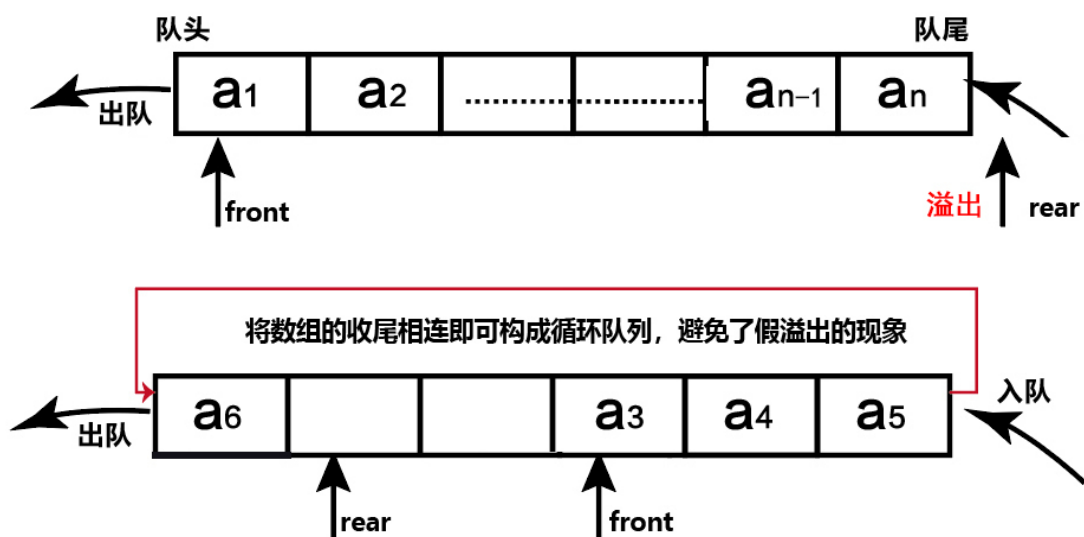 队头 队尾
出队 a1 a2 an-1 an
front 溢出 rear
将数组的收尾相连即可构成循环队列，避免了假溢出的现象
出队 a6 a3 a4 a5 入队
rear front